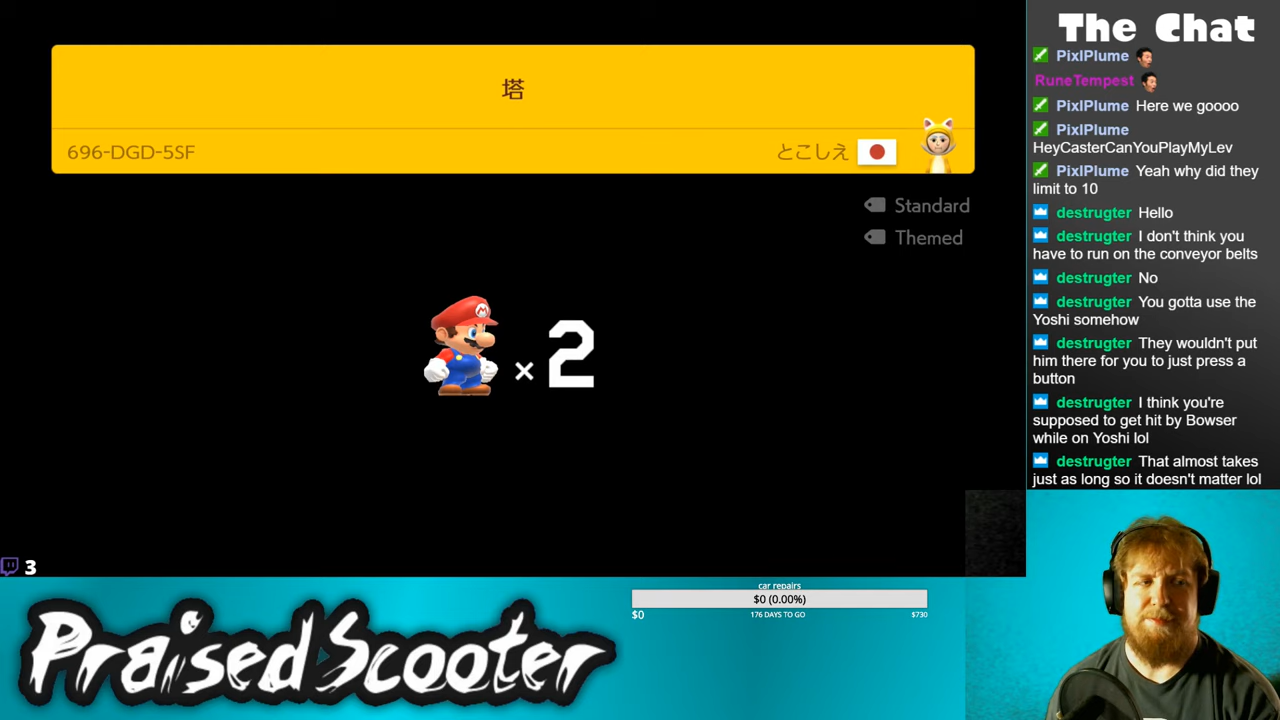 塔
696-DGD-5SF
とこしえ
Standard
Themed
× 2
3
PraisedScooter
car repairs
$0 (0.00%)
$0
176 DAYS TO GO
$730
The Chat
PixlPlume
RuneTempest
PixlPlume Here we goooo
PixlPlume
HeyCasterCanYouPlayMyLev
PixlPlume Yeah why did they
limit to 10
destrugter Hello
destrugter I don't think you
have to run on the conveyor belts
destrugter No
destrugter You gotta use the
Yoshi somehow
destrugter They wouldn't put
him there for you to just press a
button
destrugter I think you're
supposed to get hit by Bowser
while on Yoshi lol
destrugter That almost takes
just as long so it doesn't matter lol